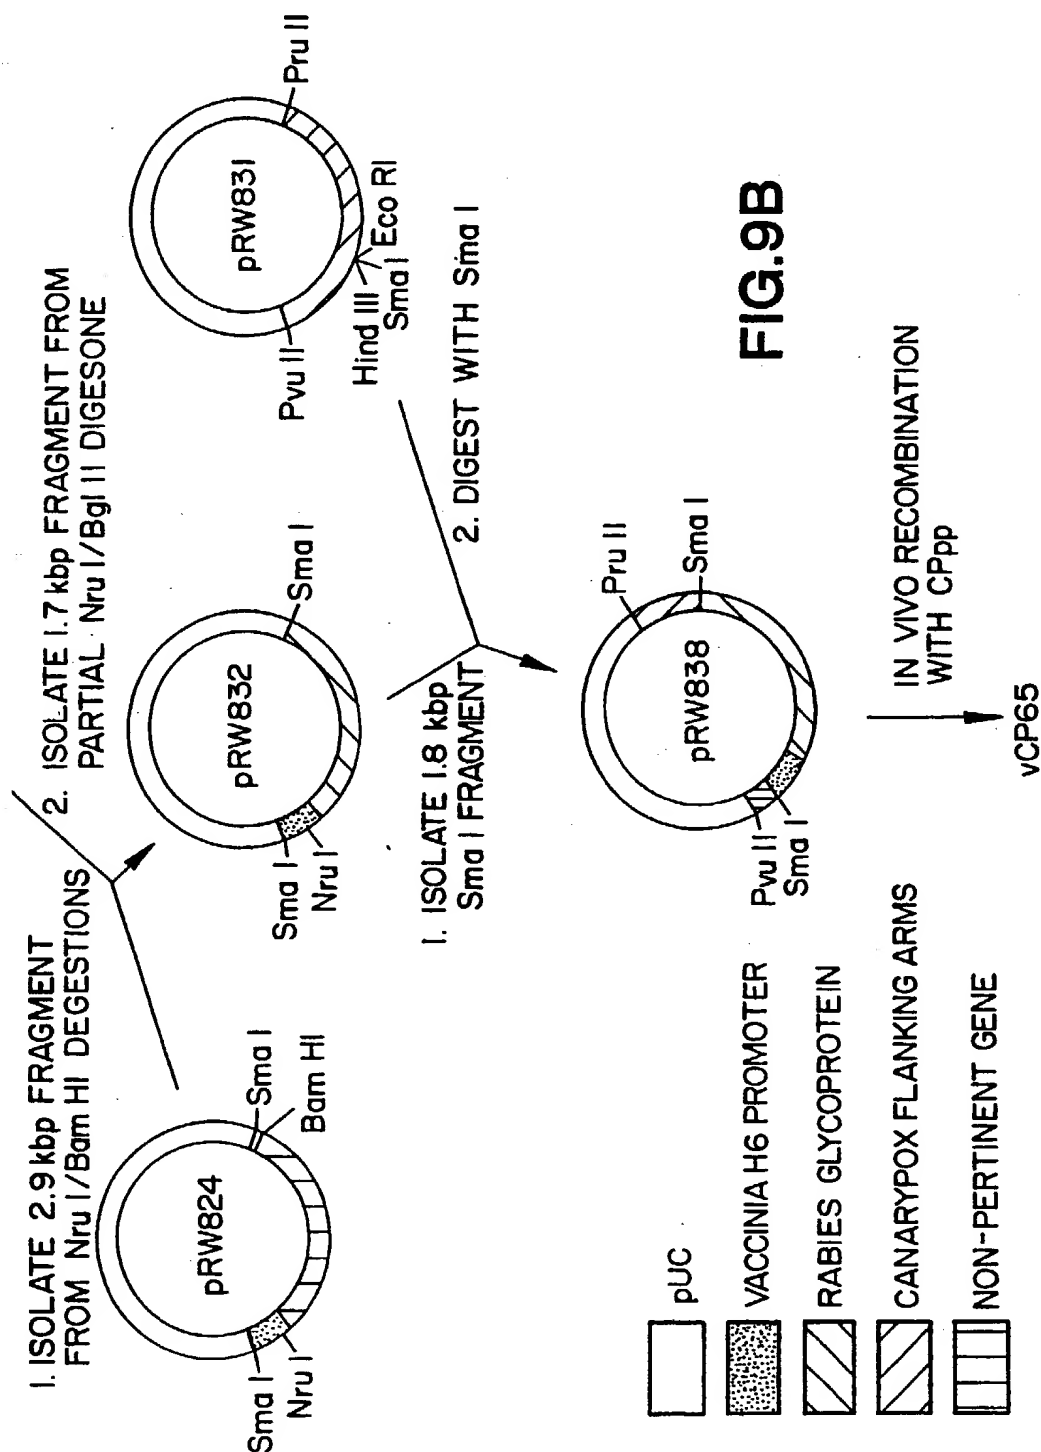 1. ISOLATE 2.9 kbp FRAGMENT
FROM Nru I/Bam HI DEGESTIONS
2. ISOLATE 1.7 kbp FRAGMENT FROM
PARTIAL Nru I/Bgl II DIGESONE
pRW824
Sma I
Nru I
Sma I
Bam HI
pRW832
Sma I
Nru I
Sma I
pRW831
Pvu II
Hind III
Sma I
Eco RI
Pru II
1. ISOLATE 1.8 kbp
Sma I FRAGMENT
2. DIGEST WITH Sma I
pRW838
Pvu II
Sma I
Pru II
Sma I
FIG.9B
IN VIVO RECOMBINATION
WITH CPpp
vCP65
pUC
VACCINIA H6 PROMOTER
RABIES GLYCOPROTEIN
CANARYPOX FLANKING ARMS
NON-PERTINENT GENE